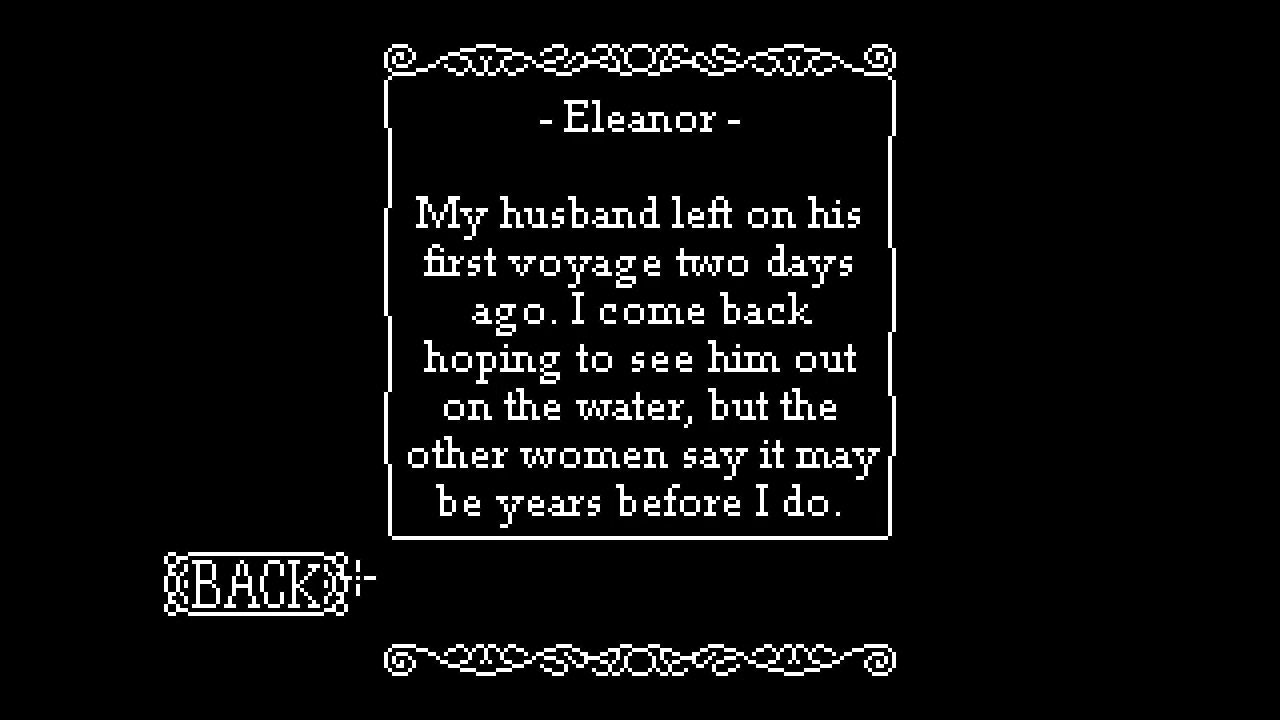 - Eleanor -
My husband left on his
first voyage two days
ago. I come back
hoping to see him out
on the water, but the
other women say it may
be years before I do.
BACK